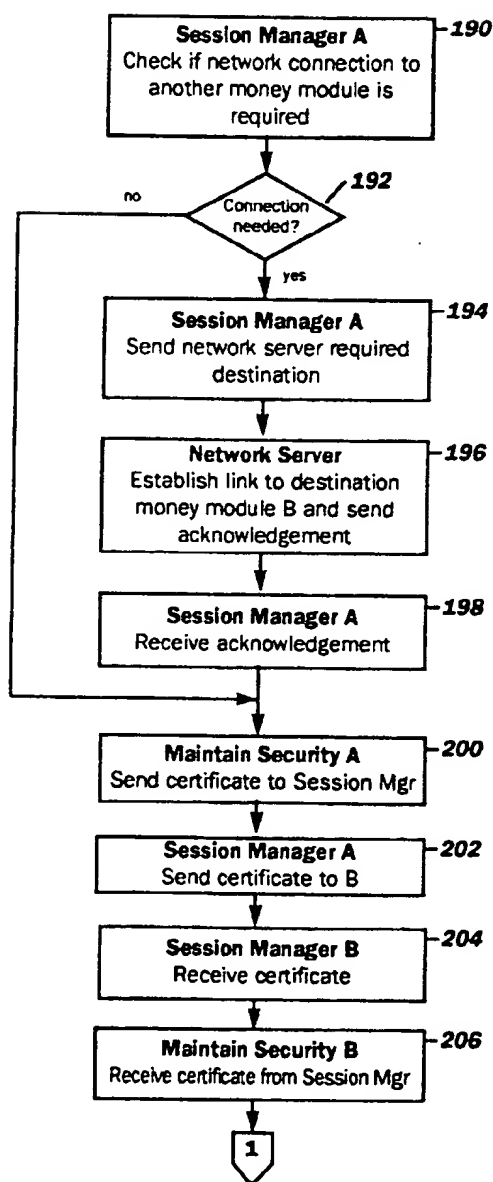 Session Manager A
190
Check if network connection to
another money module is
required
192
no
Connection
needed?
yes
Session Manager A
194
Send network server required
destination
Network Server
196
Establish link to destination
money module B and send
acknowledgement
Session Manager A
198
Receive acknowledgement
Maintain Security A
200
Send certificate to Session Mgr
Session Manager A
202
Send certificate to B
Session Manager B
204
Receive certificate
Maintain Security B
206
Receive certificate from Session Mgr
1